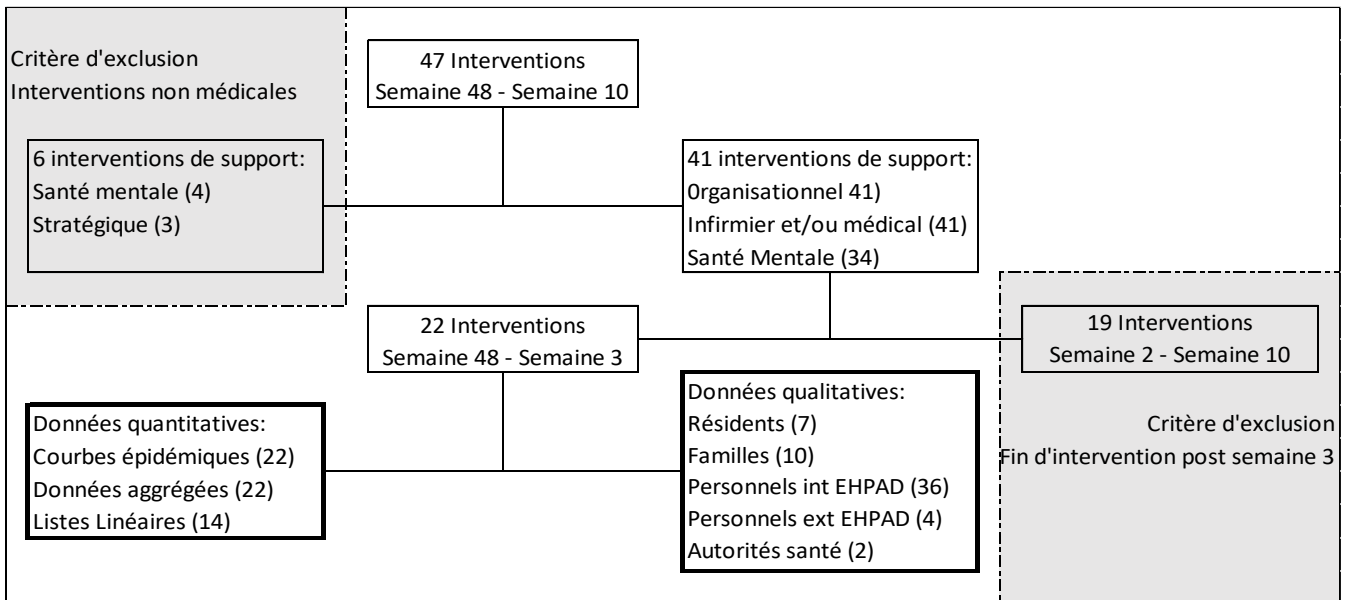 Critère d'exclusion
Interventions non médicales
47 Interventions
Semaine 48 - Semaine 10
6 interventions de support:
Santé mentale (4)
Stratégique (3)
41 interventions de support:
0rganisationnel 41)
Infirmier et/ou médical (41)
Santé Mentale (34)
22 Interventions
Semaine 48 - Semaine 3
19 Interventions
Semaine 2 - Semaine 10
Critère d'exclusion
Fin d'intervention post semaine 3
Données quantitatives:
Courbes épidémiques (22)
Données aggrégées (22)
Listes Linéaires (14)
Données qualitatives:
Résidents (7)
Familles (10)
Personnels int EHPAD (36)
Personnels ext EHPAD (4)
Autorités santé (2)